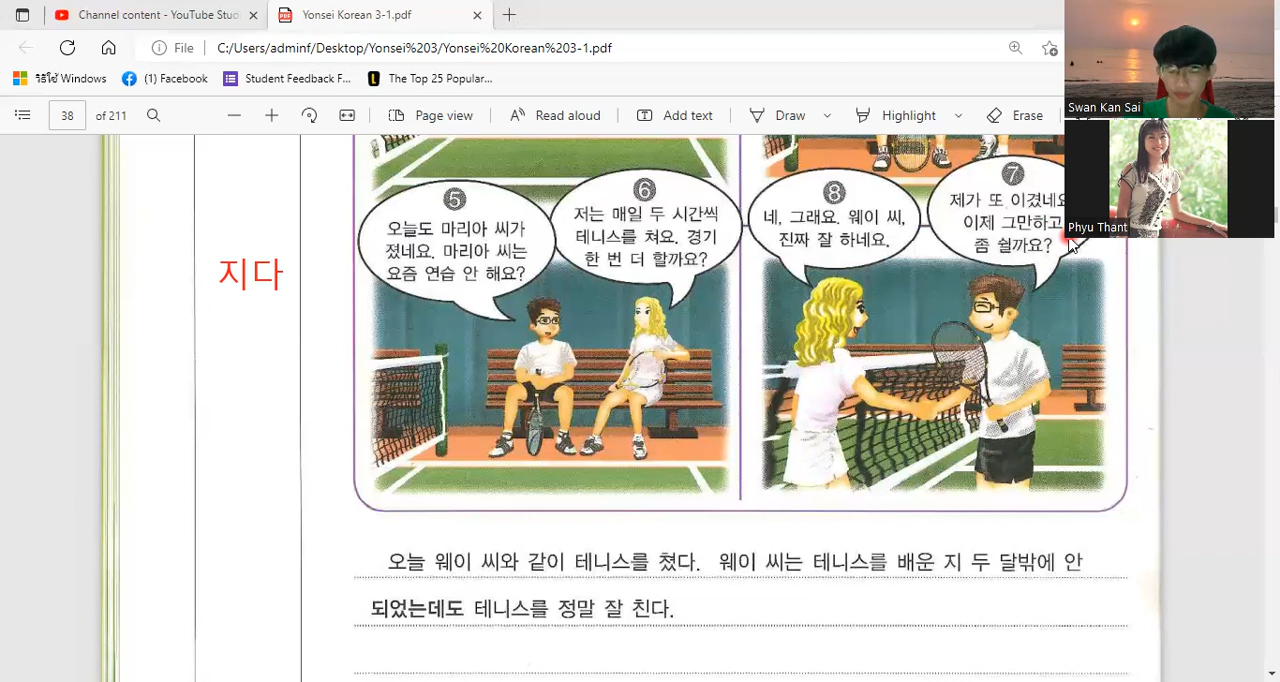 Channel content - YouTube Stu
Yonsei Korean 3-1.pdf
File
C:/Users/adminf/Desktop/Yonsei%203/Yonsei%20Korean%203-1.pdf
วิธีใช้ Windows
(1) Facebook
Student Feedback F...
The Top 25 Popular...
38 of 211
Page view
Read aloud
Add text
Draw
Highlight
Erase
Swan Kan Sai
Phyu Thant
지다
5
오늘도 마리아 씨가
졌네요. 마리아 씨는
요즘 연습 안 해요?
6
저는 매일 두 시간씩
테니스를 쳐요. 경기
한 번 더 할까요?
7
제가 또 이겼네요
이제 그만하고
좀 쉴까요?
8
네, 그래요. 웨이 씨,
진짜 잘 하네요.
오늘 웨이 씨와 같이 테니스를 쳤다. 웨이 씨는 테니스를 배운 지 두 달밖에 안
되었는데도 테니스를 정말 잘 친다.